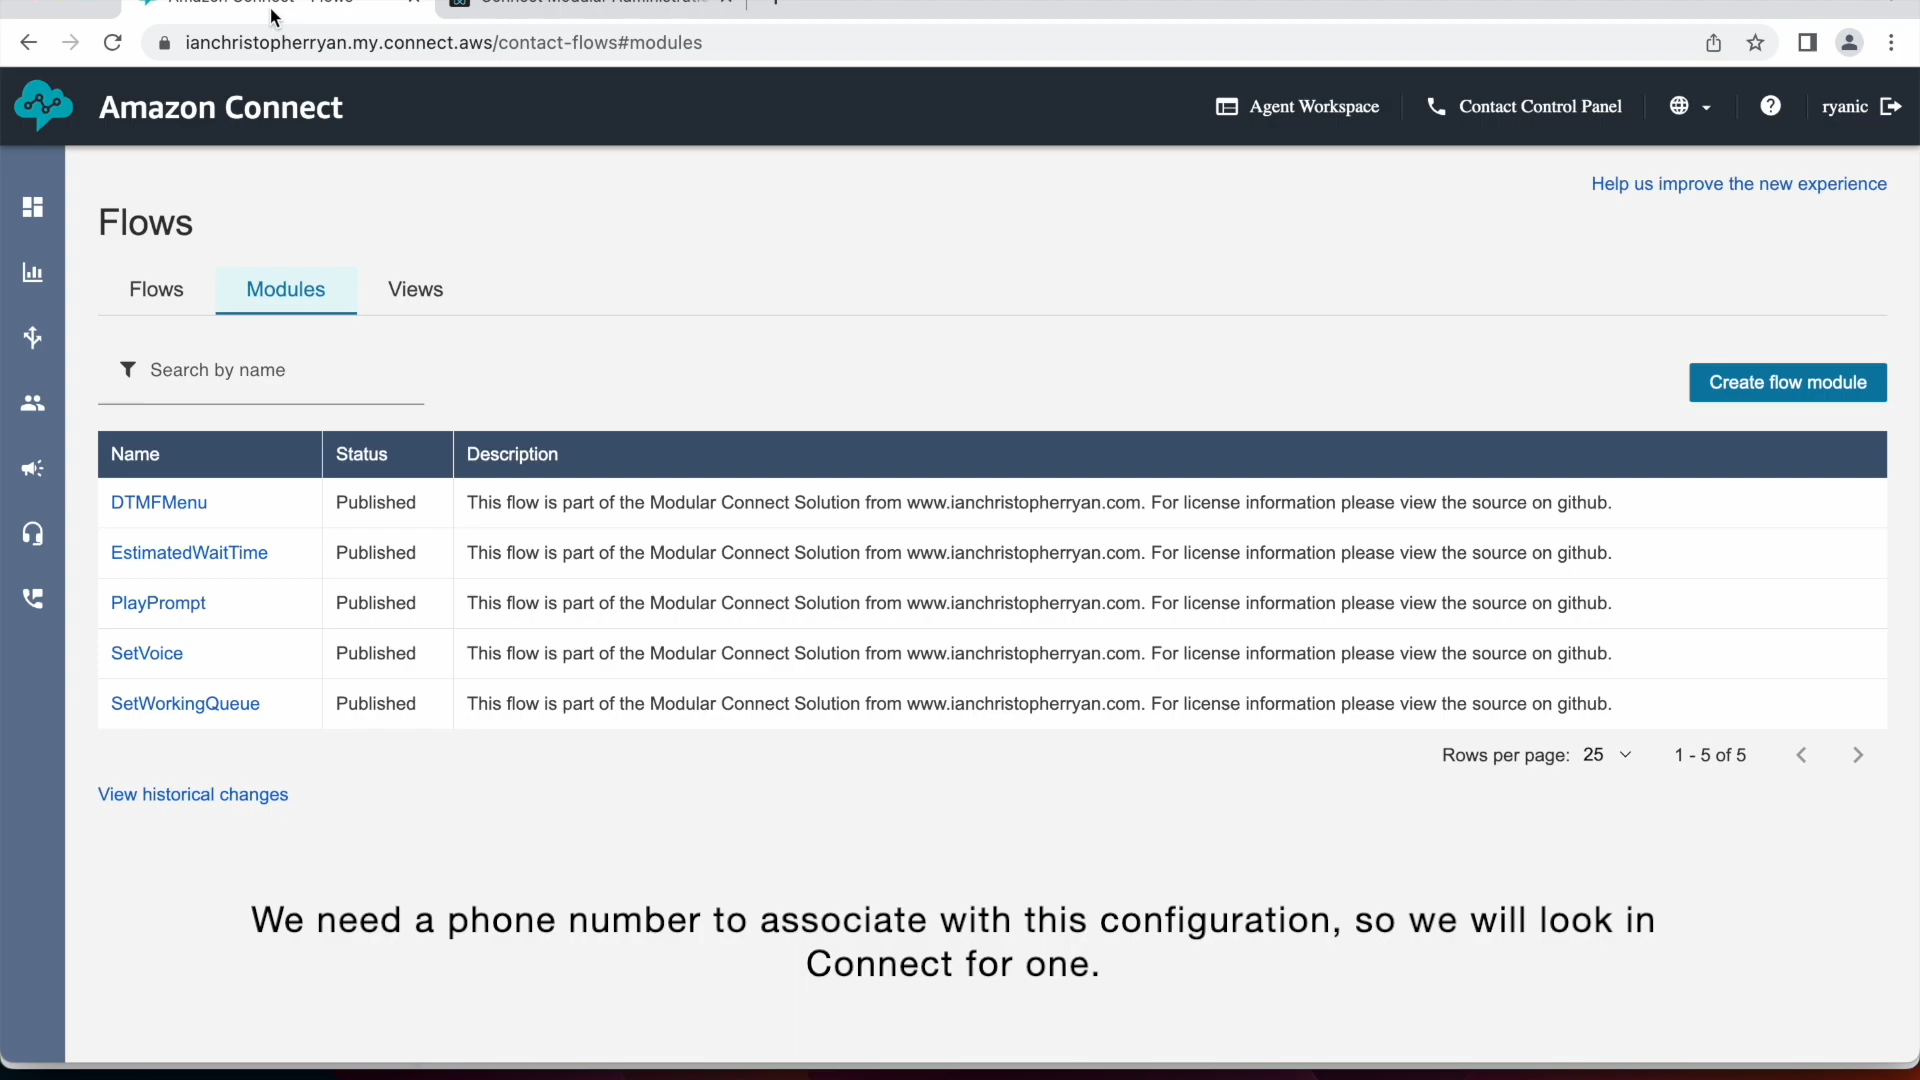 Amazon Connect - Flows
Connect Modular Administrati
ianchristopherryan.my.connect.aws/contact-flows#modules
Amazon Connect
Agent Workspace
Contact Control Panel
ryanic
Help us improve the new experience
Flows
Flows Modules Views
Search by name
Create flow module
Name Status Description
DTMFMenu Published This flow is part of the Modular Connect Solution from www.ianchristopherryan.com. For license information please view the source on github.
EstimatedWaitTime Published This flow is part of the Modular Connect Solution from www.ianchristopherryan.com. For license information please view the source on github.
PlayPrompt Published This flow is part of the Modular Connect Solution from www.ianchristopherryan.com. For license information please view the source on github.
SetVoice Published This flow is part of the Modular Connect Solution from www.ianchristopherryan.com. For license information please view the source on github.
SetWorkingQueue Published This flow is part of the Modular Connect Solution from www.ianchristopherryan.com. For license information please view the source on github.
Rows per page: 25 1 - 5 of 5
View historical changes
We need a phone number to associate with this configuration, so we will look in
Connect for one.